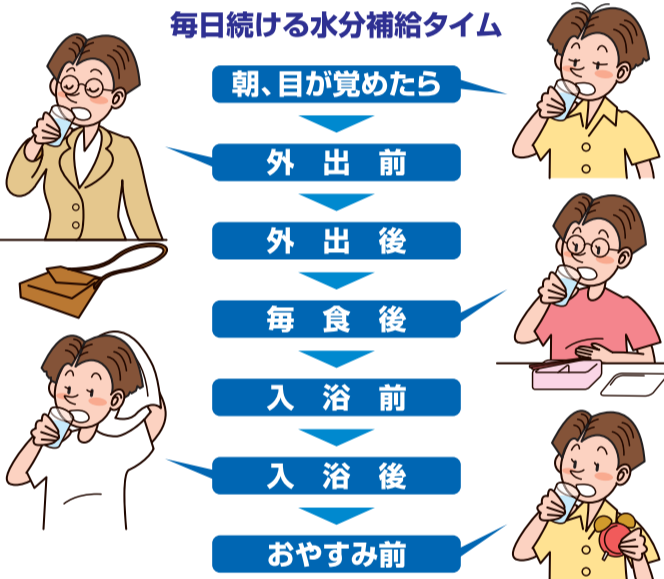 毎日続ける水分補給タイム
朝、目が覚めたら
外出前
外出後
毎食後
入浴前
入浴後
おやすみ前